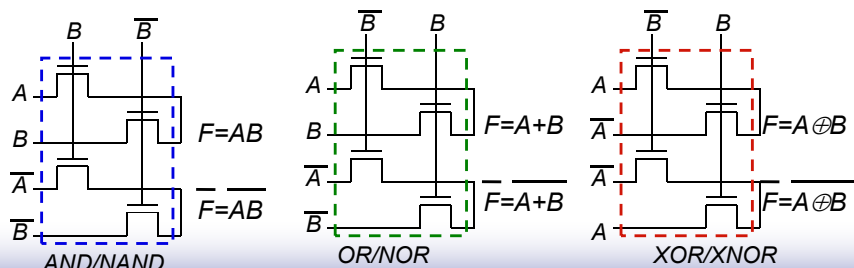 B B̅
A
B
A̅
B̅
F=AB
F̅=A̅B̅
AND/NAND
B̅ B
A
B
A̅
B̅
F=A+B
F̅=A̅+̅B̅
OR/NOR
B̅ B
A
A̅
A̅
A
F=A⊕B
F̅=A̅⊕̅B̅
XOR/XNOR